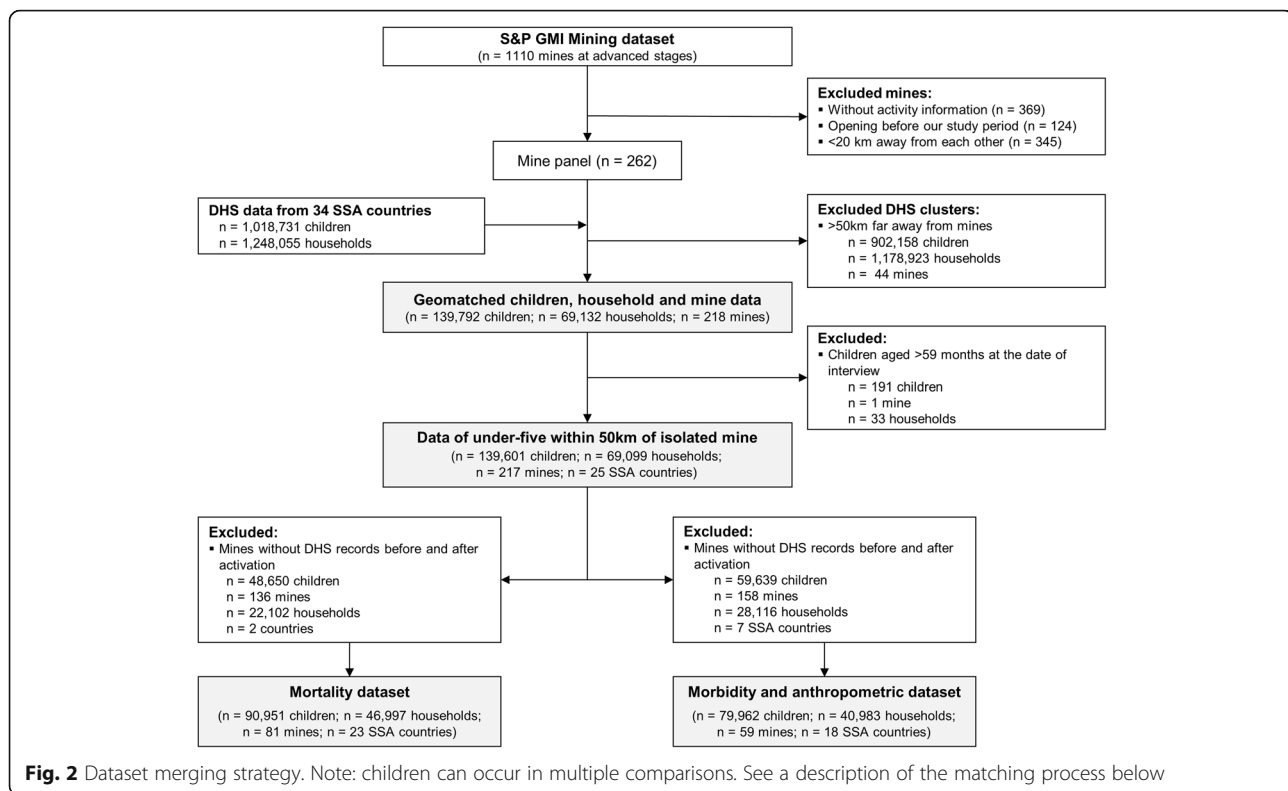 S&P GMI Mining dataset
(n = 1110 mines at advanced stages)
Excluded mines:
▪ Without activity information (n = 369)
▪ Opening before our study period (n = 124)
▪ <20 km away from each other (n = 345)
Mine panel (n = 262)
DHS data from 34 SSA countries
n = 1,018,731 children
n = 1,248,055 households
Excluded DHS clusters:
▪ >50km far away from mines
n = 902,158 children
n = 1,178,923 households
n = 44 mines
Geomatched children, household and mine data
(n = 139,792 children; n = 69,132 households; n = 218 mines)
Excluded:
▪ Children aged >59 months at the date of
interview
n = 191 children
n = 1 mine
n = 33 households
Data of under-five within 50km of isolated mine
(n = 139,601 children; n = 69,099 households;
n = 217 mines; n = 25 SSA countries)
Excluded:
▪ Mines without DHS records before and after
activation
n = 48,650 children
n = 136 mines
n = 22,102 households
n = 2 countries
Excluded:
▪ Mines without DHS records before and after
activation
n = 59,639 children
n = 158 mines
n = 28,116 households
n = 7 SSA countries
Mortality dataset
(n = 90,951 children; n = 46,997 households;
n = 81 mines; n = 23 SSA countries)
Morbidity and anthropometric dataset
(n = 79,962 children; n = 40,983 households;
n = 59 mines; n = 18 SSA countries)
Fig. 2 Dataset merging strategy. Note: children can occur in multiple comparisons. See a description of the matching process below